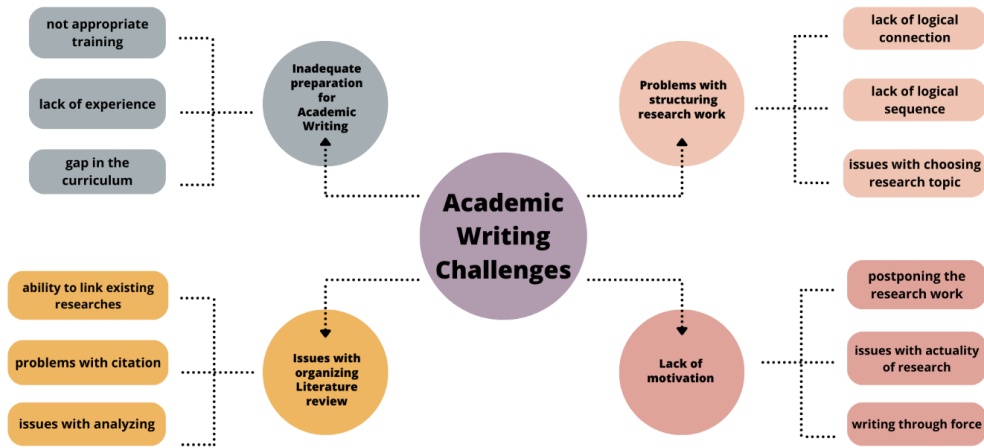 not appropriate
training
lack of experience
gap in the
curriculum
Inadequate
preparation
for
Academic
Writing
Problems with
structuring
research work
lack of logical
connection
lack of logical
sequence
issues with choosing
research topic
Academic
Writing
Challenges
ability to link existing
researches
problems with citation
issues with analyzing
Issues with
organizing
Literature
review
Lack of
motivation
postponing the
research work
issues with actuality
of research
writing through force